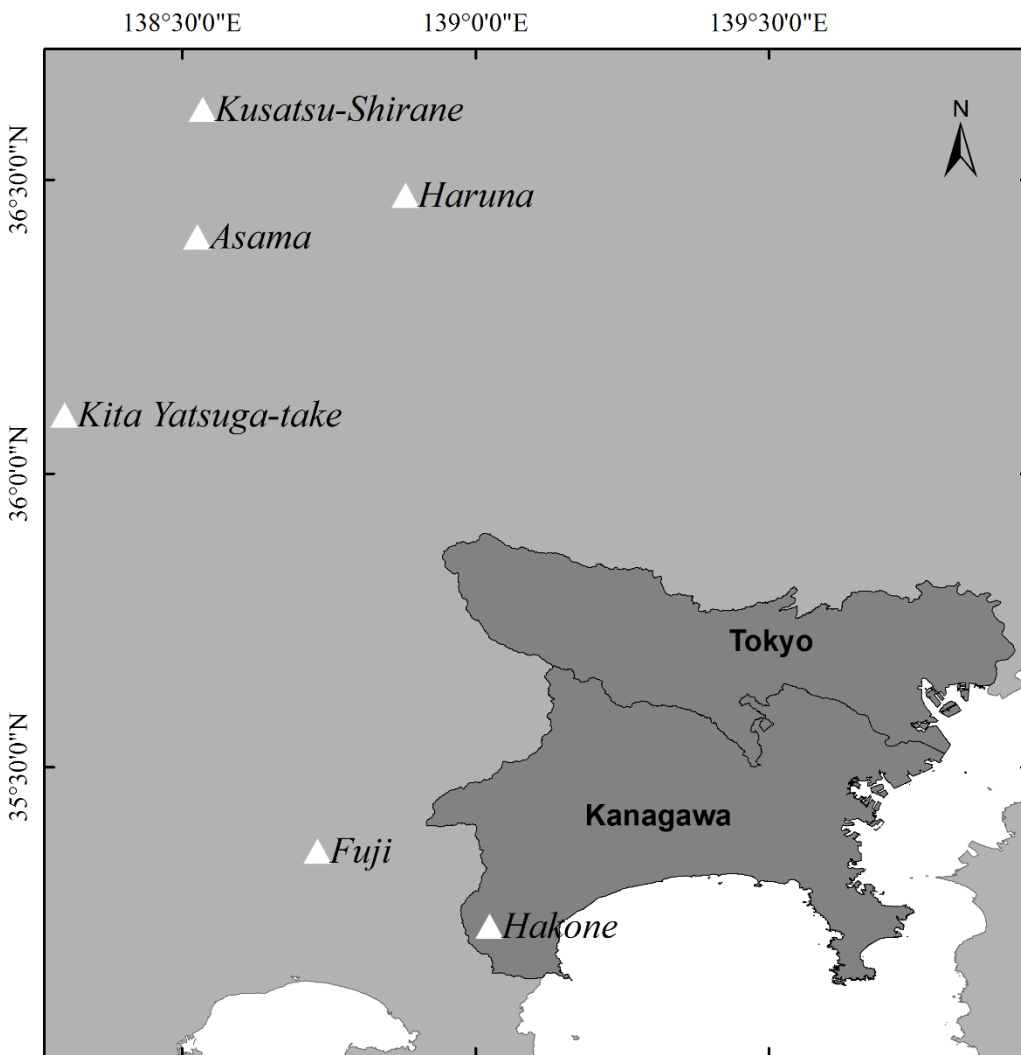 138°30'0"E
139°0'0"E
139°30'0"E
N
Kusatsu-Shirane
36°30'0"N
Haruna
Asama
Kita Yatsuga-take
36°0'0"N
Tokyo
35°30'0"N
Kanagawa
Fuji
Hakone